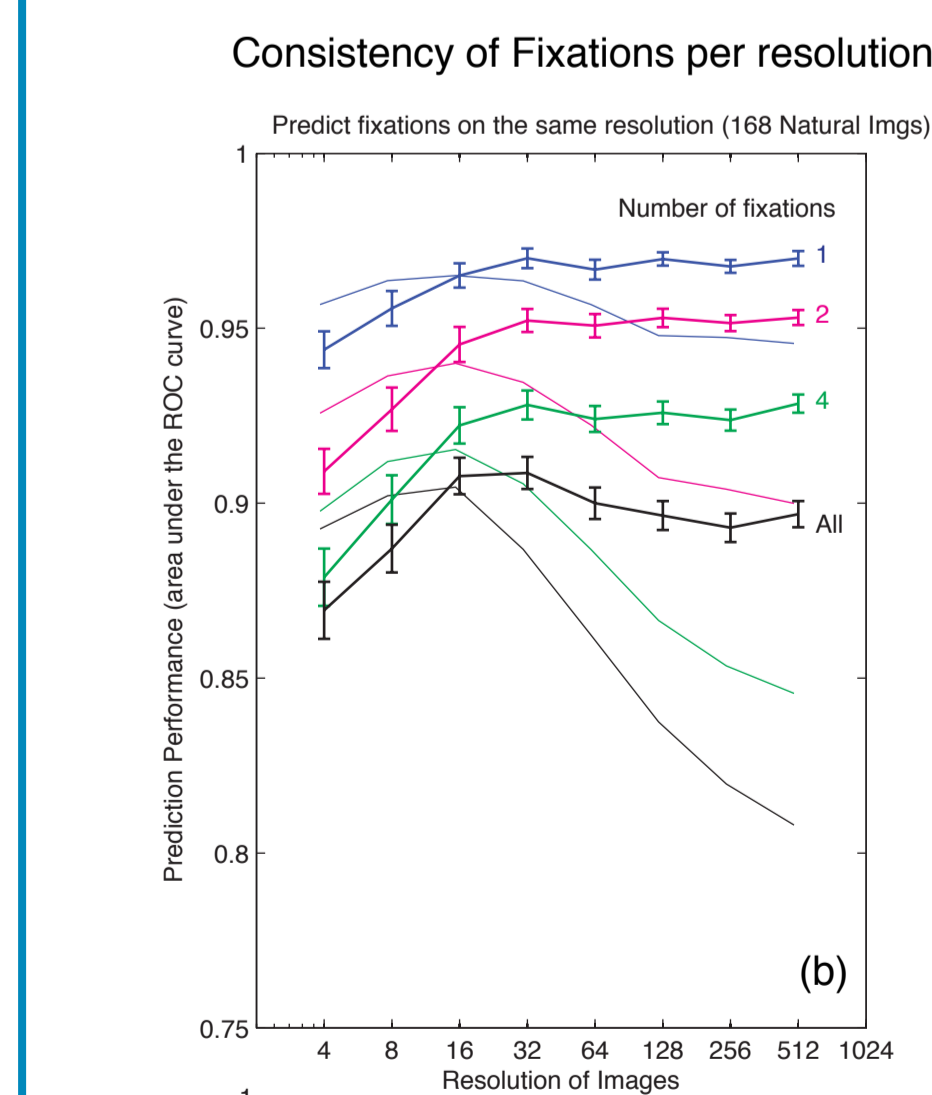 Consistency of Fixations per resolution
Predict fixations on the same resolution (168 Natural Imgs)
Number of fixations
1
2
4
All
1
0.95
0.9
0.85
0.8
0.75
Prediction Performance (area under the ROC curve)
(b)
4 8 16 32 64 128 256 512 1024
Resolution of Images